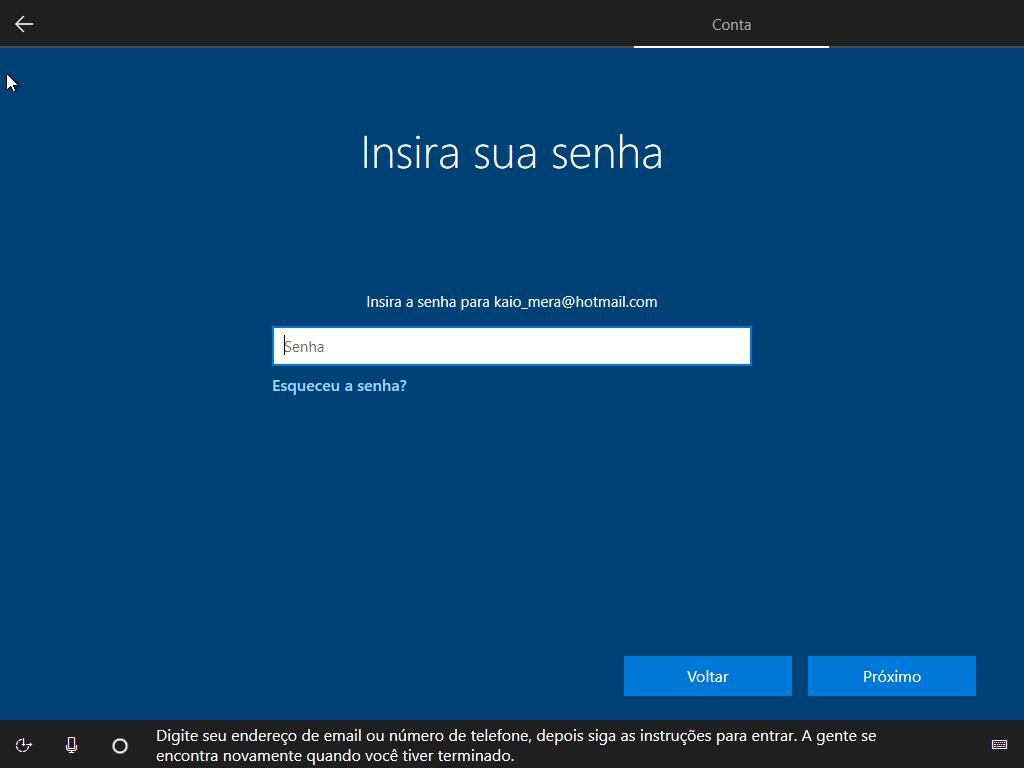 Conta
Insira sua senha
Insira a senha para kaio_mera@hotmail.com
Senha
Esqueceu a senha?
Voltar
Próximo
Digite seu endereço de email ou número de telefone, depois siga as instruções para entrar. A gente se
encontra novamente quando você tiver terminado.